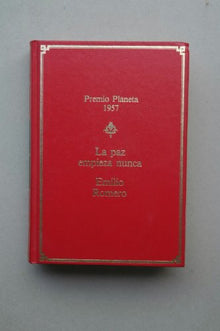 Premio Planeta
1957
La paz
empieza nunca
Emilio
Romero